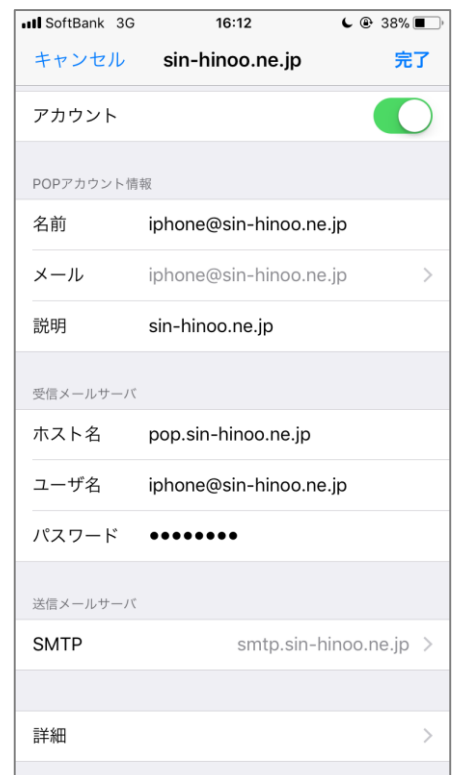 SoftBank 3G 16:12 38%
キャンセル sin-hinoo.ne.jp 完了
アカウント
POPアカウント情報
名前 iphone@sin-hinoo.ne.jp
メール iphone@sin-hinoo.ne.jp
説明 sin-hinoo.ne.jp
受信メールサーバ
ホスト名 pop.sin-hinoo.ne.jp
ユーザ名 iphone@sin-hinoo.ne.jp
パスワード ●●●●●●●●
送信メールサーバ
SMTP smtp.sin-hinoo.ne.jp
詳細